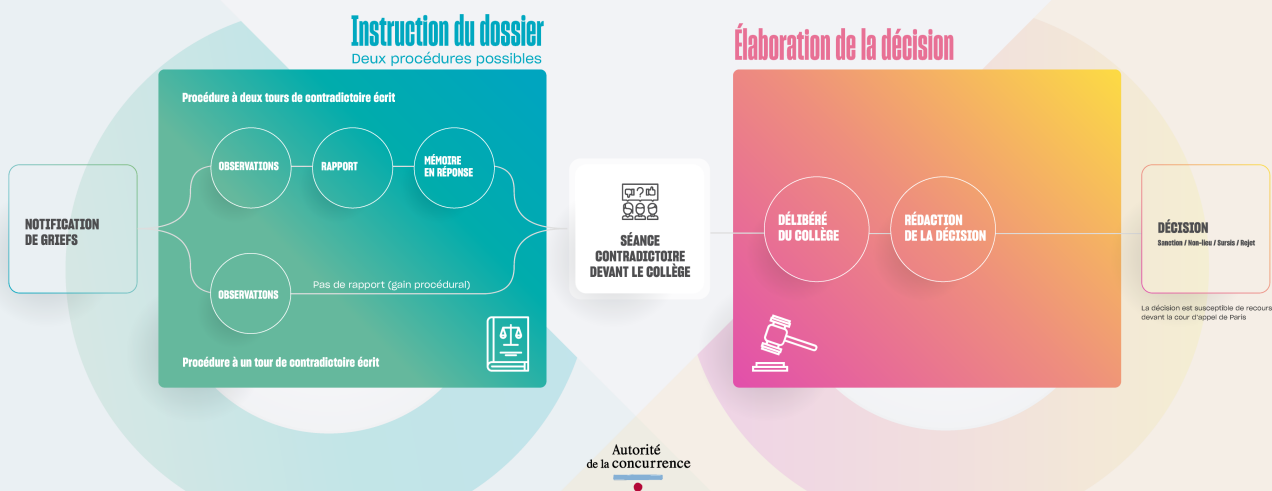 Instruction du dossier
Deux procédures possibles
Élaboration de la décision
Procédure à deux tours de contradictoire écrit
OBSERVATIONS
RAPPORT
MÉMOIRE
EN RÉPONSE
NOTIFICATION
DE GRIEFS
OBSERVATIONS
Pas de rapport (gain procédural)
Procédure à un tour de contradictoire écrit
?
SÉANCE
CONTRADICTOIRE
DEVANT LE COLLÈGE
DÉLIBÉRÉ
DU COLLÈGE
RÉDACTION
DE LA DÉCISION
DÉCISION
Sanction / Non-lieu / Sursis / Rejet
La décision est susceptible de recours
devant la cour d'appel de Paris
Autorité
de la concurrence